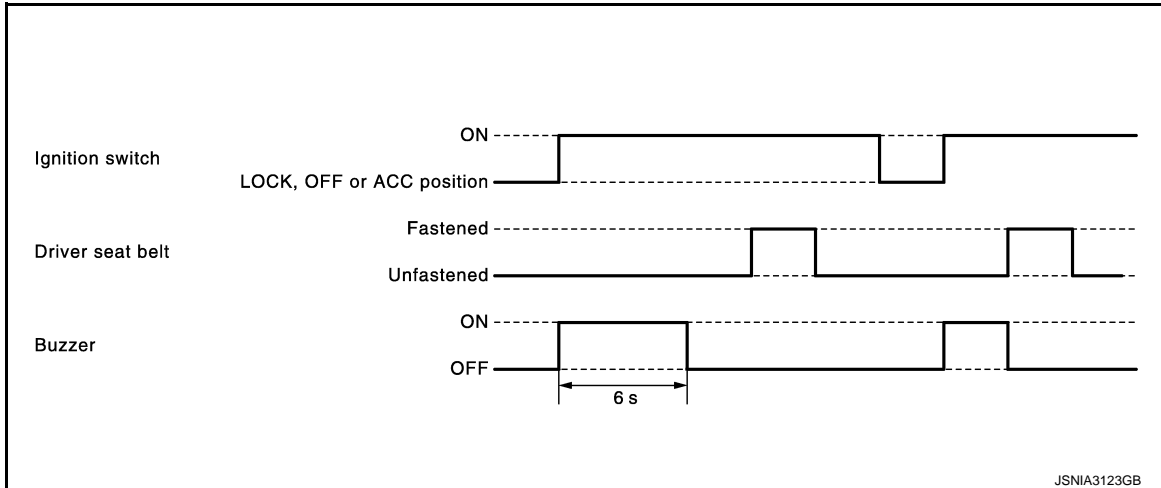 ON
Ignition switch
LOCK, OFF or ACC position
Fastened
Driver seat belt
Unfastened
ON
Buzzer
OFF
6 s
JSNIA3123GB